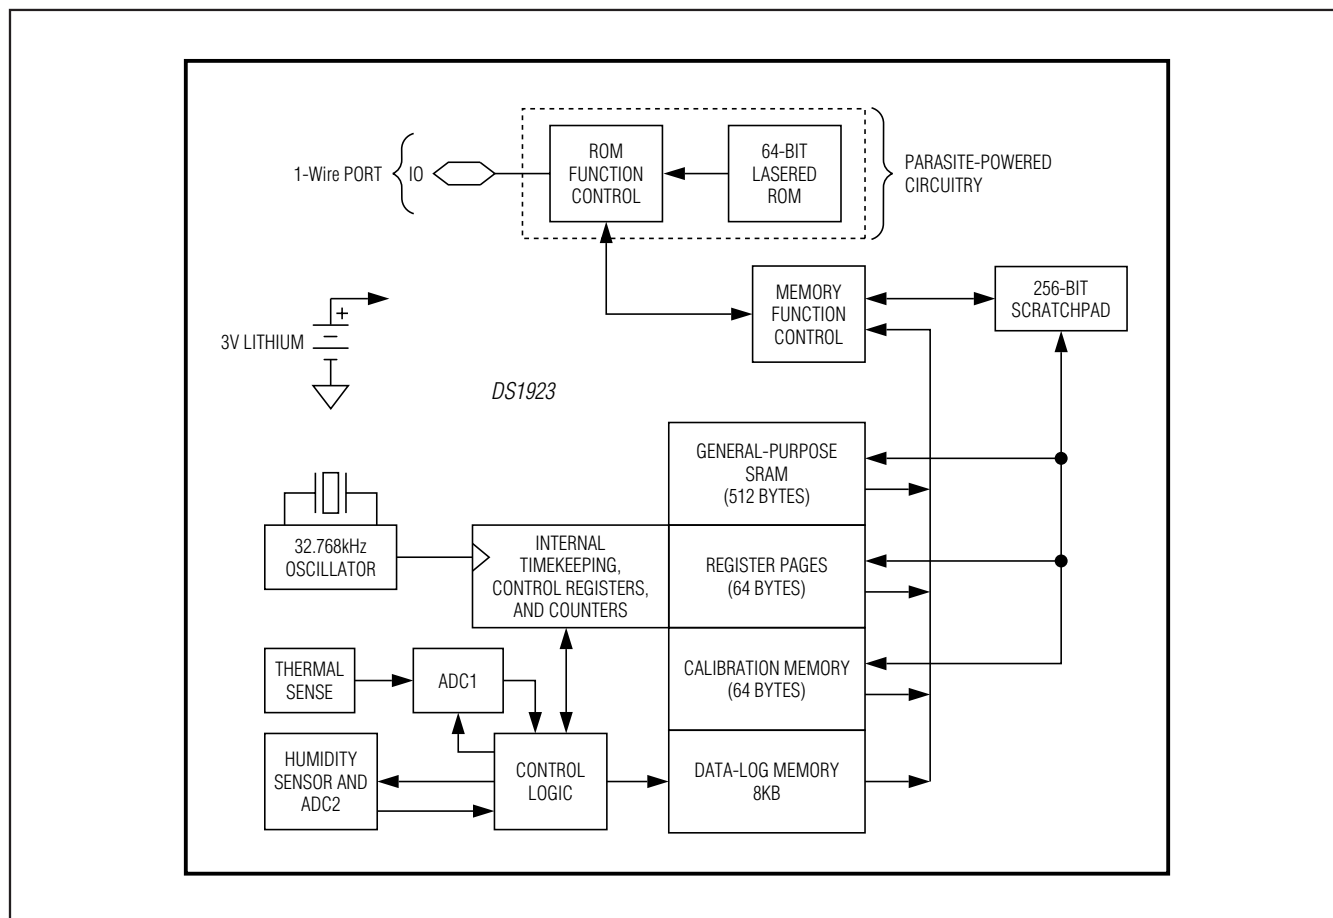 ROM
FUNCTION
CONTROL
64-BIT
LASERED
ROM
PARASITE-POWERED
CIRCUITRY
1-Wire PORT
IO
MEMORY
FUNCTION
CONTROL
256-BIT
SCRATCHPAD
+
3V LITHIUM
DS1923
GENERAL-PURPOSE
SRAM
(512 BYTES)
32.768kHz
OSCILLATOR
INTERNAL
TIMEKEEPING,
CONTROL REGISTERS,
AND COUNTERS
REGISTER PAGES
(64 BYTES)
THERMAL
SENSE
ADC1
CALIBRATION MEMORY
(64 BYTES)
HUMIDITY
SENSOR AND
ADC2
CONTROL
LOGIC
DATA-LOG MEMORY
8KB